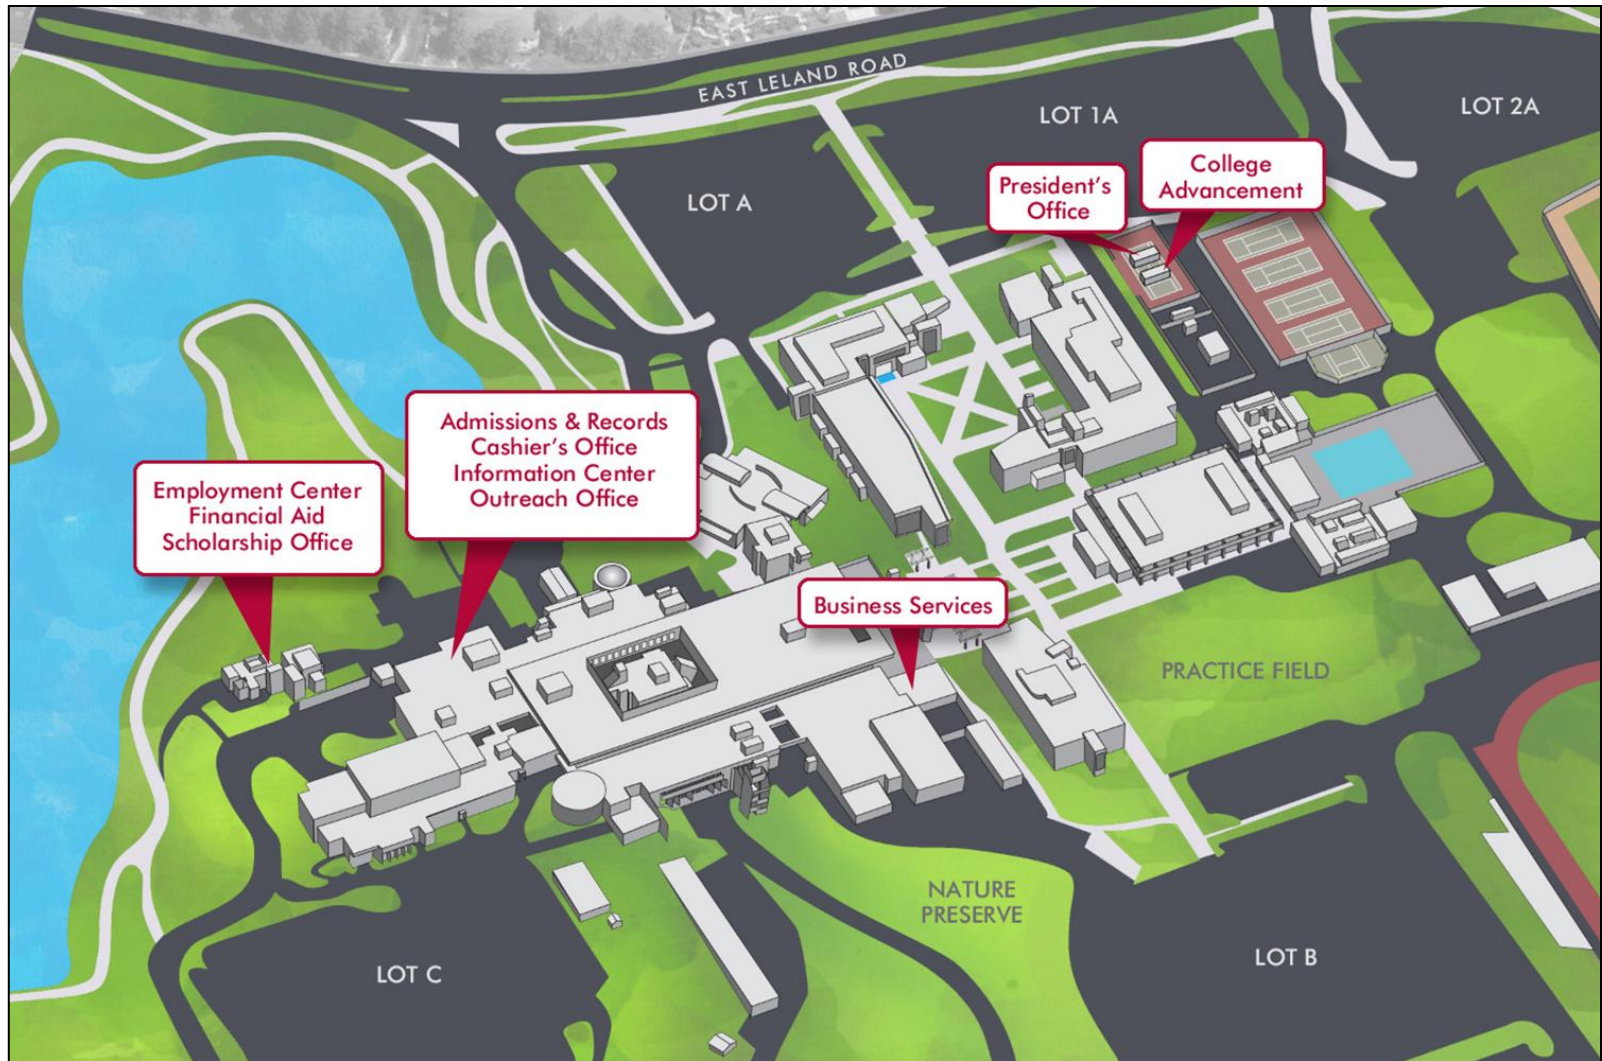 EAST LELAND ROAD
LOT 1A
LOT 2A
LOT A
President's
Office
College
Advancement
Admissions & Records
Cashier's Office
Information Center
Outreach Office
Employment Center
Financial Aid
Scholarship Office
Business Services
PRACTICE FIELD
NATURE
PRESERVE
LOT C
LOT B